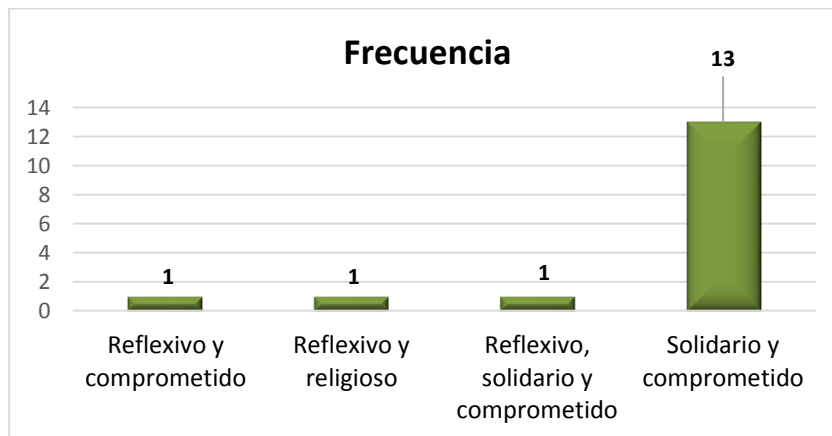 Frecuencia
13
14
12
10
8
6
4
2
0
1
1
1
Reflexivo y
comprometido
Reflexivo y
religioso
Reflexivo,
solidario y
comprometido
Solidario y
comprometido